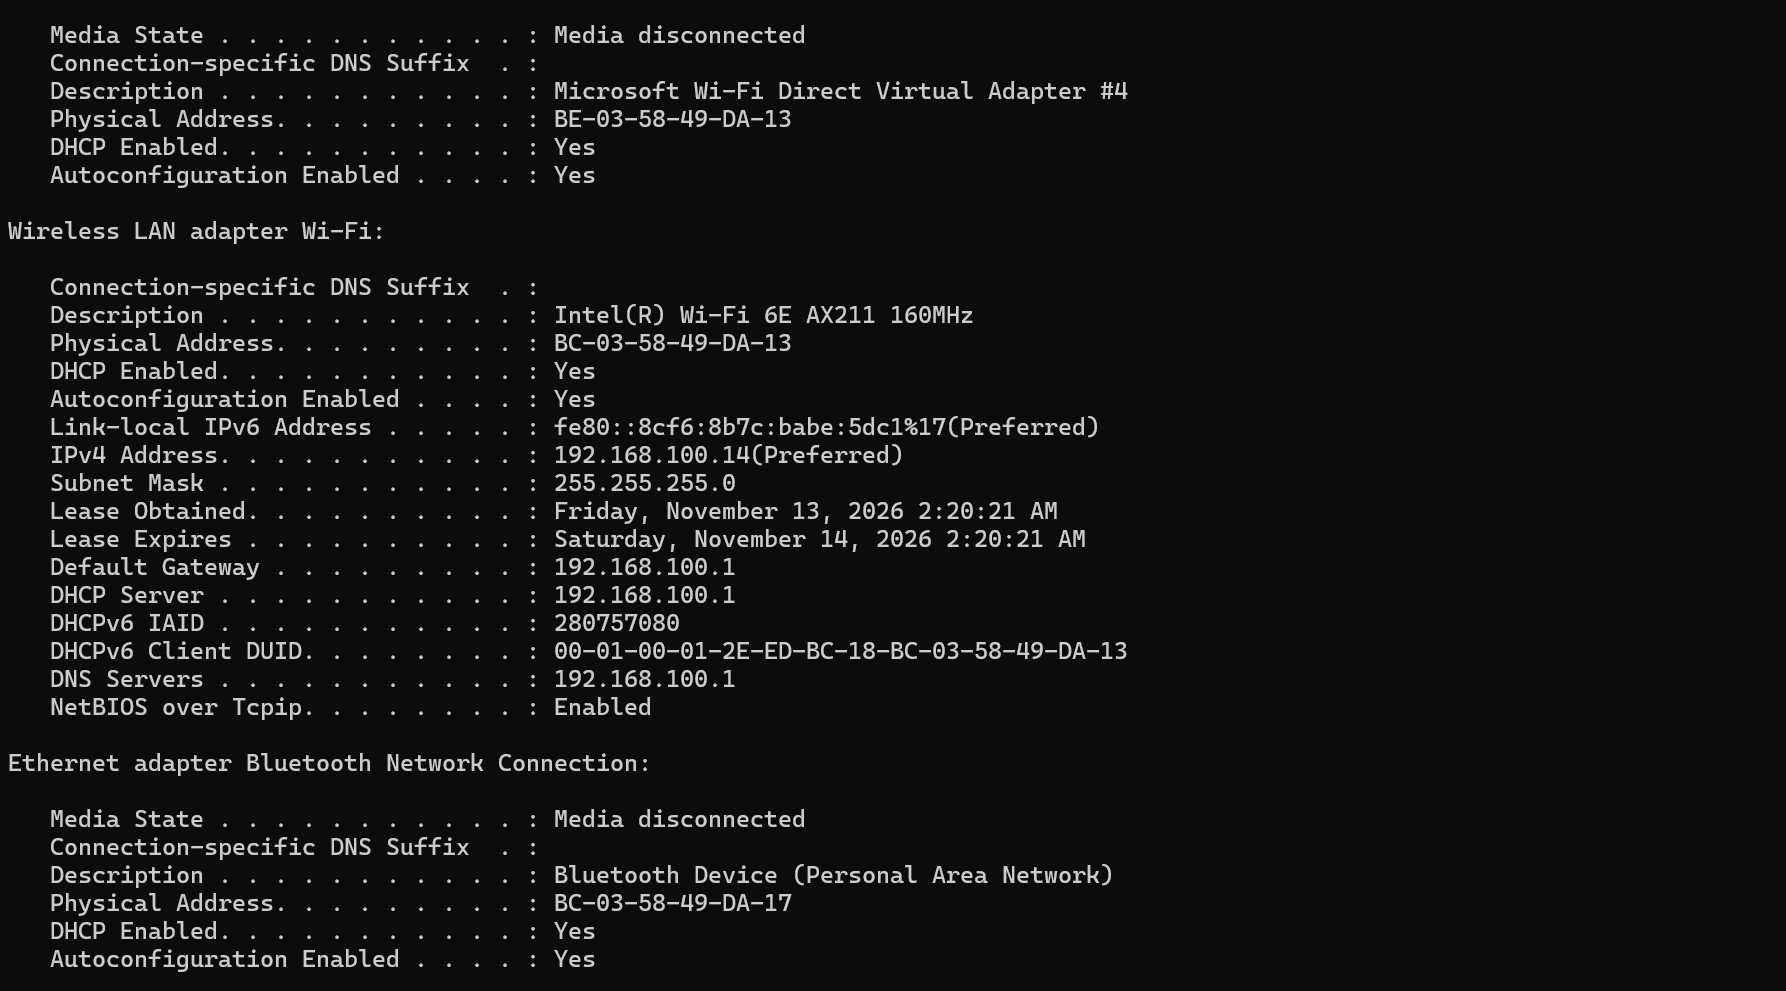 Media State . . . . . . . . . . . : Media disconnected
Connection-specific DNS Suffix  . :
Description . . . . . . . . . . . : Microsoft Wi-Fi Direct Virtual Adapter #4
Physical Address. . . . . . . . . : BE-03-58-49-DA-13
DHCP Enabled. . . . . . . . . . . : Yes
Autoconfiguration Enabled . . . . : Yes
Wireless LAN adapter Wi-Fi:
Connection-specific DNS Suffix  . :
Description . . . . . . . . . . . : Intel(R) Wi-Fi 6E AX211 160MHz
Physical Address. . . . . . . . . : BC-03-58-49-DA-13
DHCP Enabled. . . . . . . . . . . : Yes
Autoconfiguration Enabled . . . . : Yes
Link-local IPv6 Address . . . . . : fe80::8cf6:8b7c:babe:5dc1%17(Preferred)
IPv4 Address. . . . . . . . . . . : 192.168.100.14(Preferred)
Subnet Mask . . . . . . . . . . . : 255.255.255.0
Lease Obtained. . . . . . . . . . : Friday, November 13, 2026 2:20:21 AM
Lease Expires . . . . . . . . . . : Saturday, November 14, 2026 2:20:21 AM
Default Gateway . . . . . . . . . : 192.168.100.1
DHCP Server . . . . . . . . . . . : 192.168.100.1
DHCPv6 IAID . . . . . . . . . . . : 280757080
DHCPv6 Client DUID. . . . . . . . : 00-01-00-01-2E-ED-BC-18-BC-03-58-49-DA-13
DNS Servers . . . . . . . . . . . : 192.168.100.1
NetBIOS over Tcpip. . . . . . . . : Enabled
Ethernet adapter Bluetooth Network Connection:
Media State . . . . . . . . . . . : Media disconnected
Connection-specific DNS Suffix  . :
Description . . . . . . . . . . . : Bluetooth Device (Personal Area Network)
Physical Address. . . . . . . . . : BC-03-58-49-DA-17
DHCP Enabled. . . . . . . . . . . : Yes
Autoconfiguration Enabled . . . . : Yes